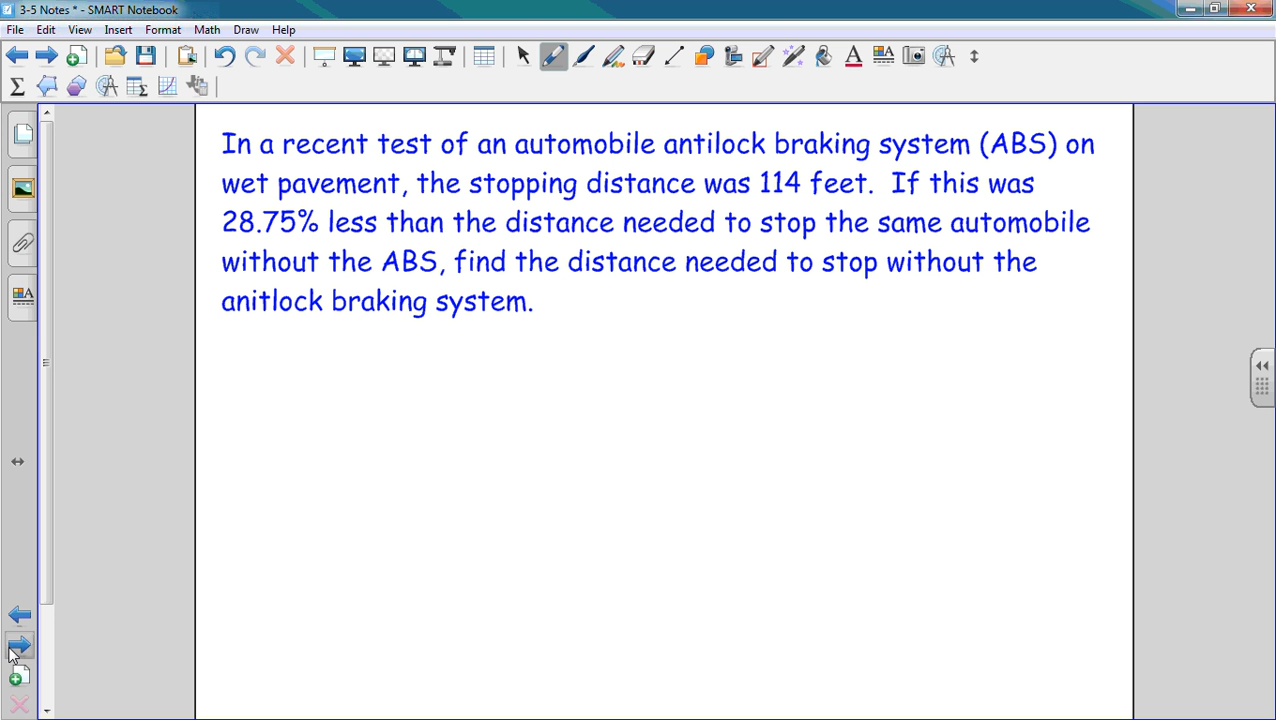 3-5 Notes * - SMART Notebook
File Edit View Insert Format Math Draw Help
In a recent test of an automobile antilock braking system (ABS) on
wet pavement, the stopping distance was 114 feet. If this was
28.75% less than the distance needed to stop the same automobile
without the ABS, find the distance needed to stop without the
anitlock braking system.